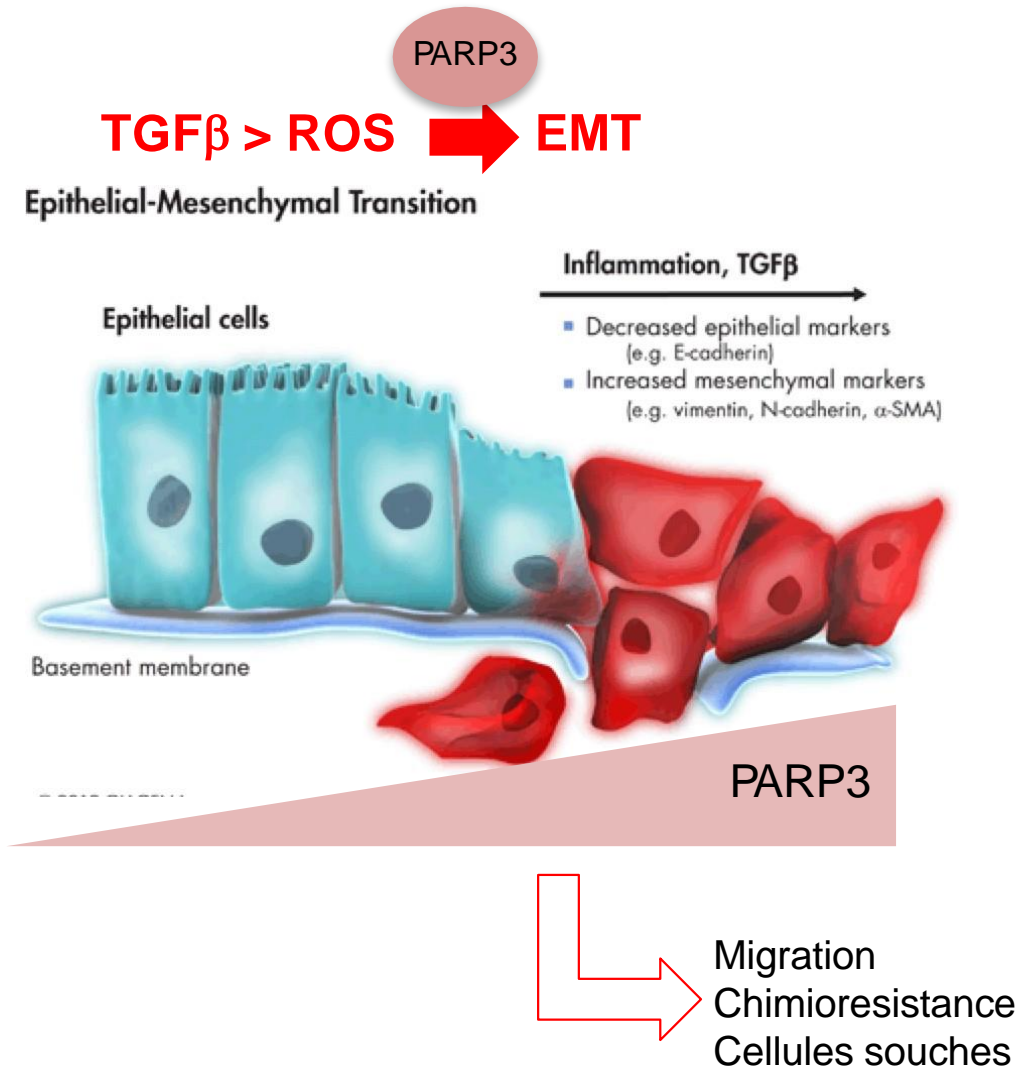 PARP3
TGFβ > ROS EMT
Epithelial-Mesenchymal Transition
Inflammation, TGFβ
Epithelial cells
▪ Decreased epithelial markers
(e.g. E-cadherin)
▪ Increased mesenchymal markers
(e.g. vimentin, N-cadherin, α-SMA)
Basement membrane
PARP3
Migration
Chimioresistance
Cellules souches